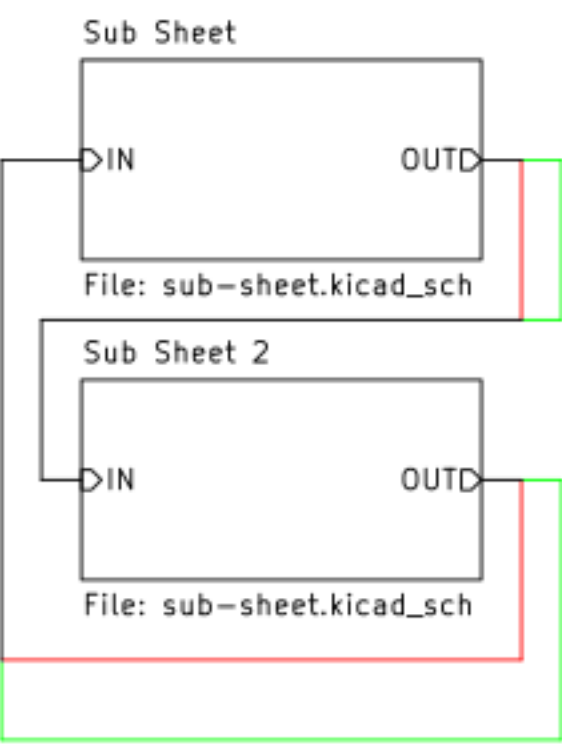 Sub Sheet
IN OUT
File: sub-sheet.kicad_sch
Sub Sheet 2
IN OUT
File: sub-sheet.kicad_sch